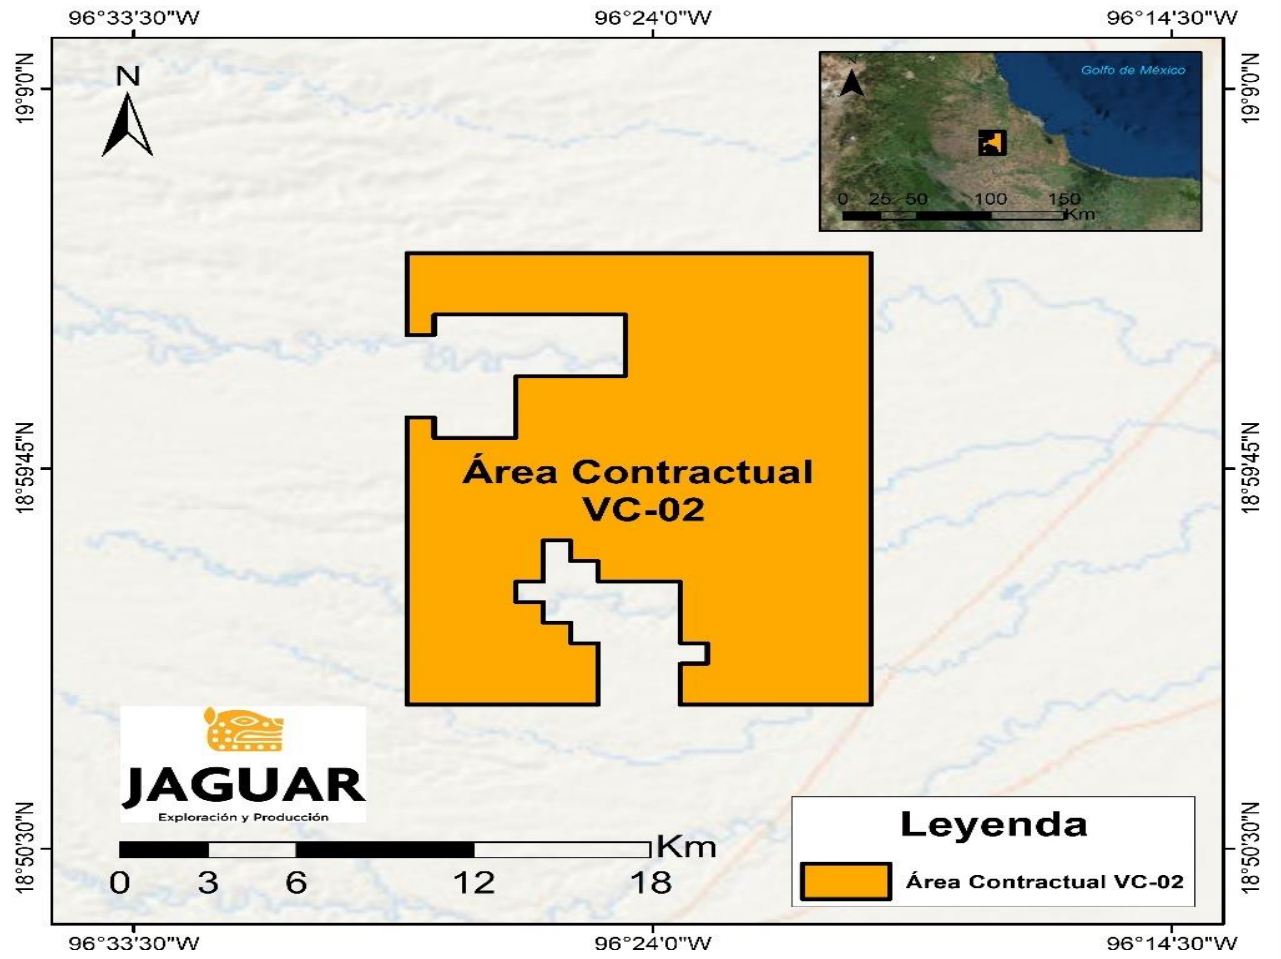 96°33'30"W 96°24'0"W 96°14'30"W
19°9'0"N
19°9'0"N
N
N
Golfo de México
0 25 50 100 150
Km
18°59'45"N
18°59'45"N
Área Contractual
VC-02
JAGUAR
Exploración y Producción
Km
0 3 6 12 18
Leyenda
Área Contractual VC-02
18°50'30"N
18°50'30"N
96°33'30"W 96°24'0"W 96°14'30"W